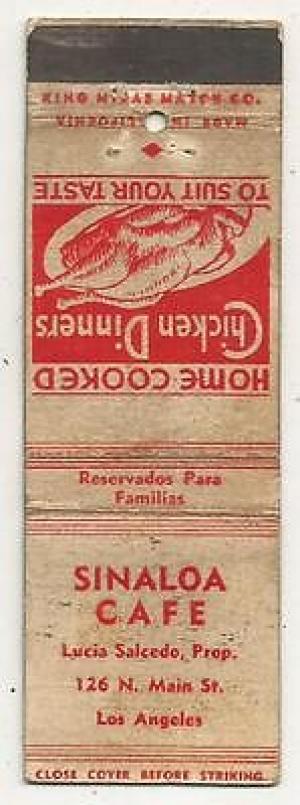 HOME COOKED
Chicken Dinners
TO SUIT YOUR TASTE
MADE IN CALIFORNIA
KING MIDAS MATCH CO.
Reservados Para
Familias
SINALOA
CAFE
Lucia Salcedo, Prop.
126 N. Main St.
Los Angeles
CLOSE COVER BEFORE STRIKING